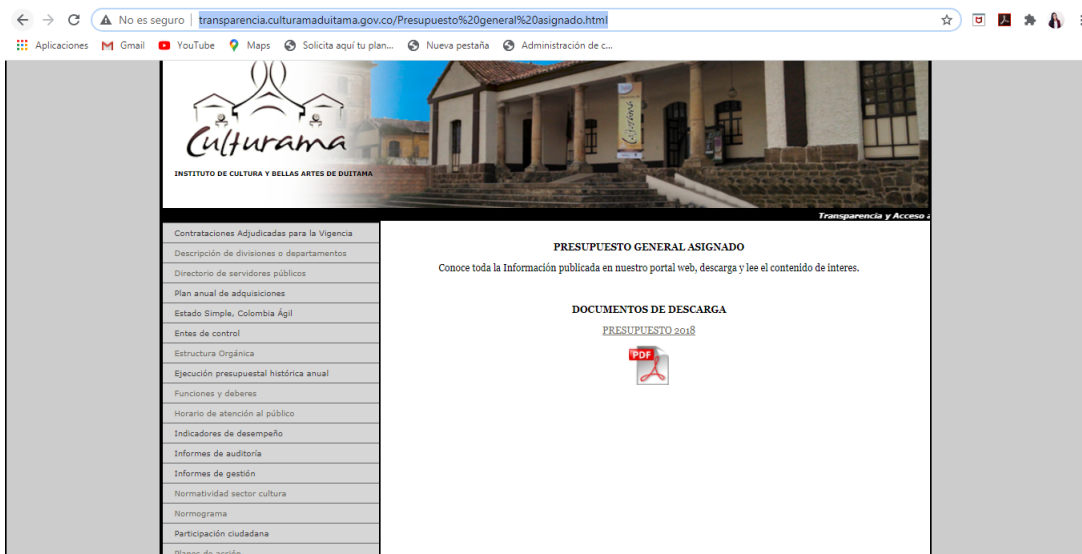 No es seguro | transparencia.culturamaduitama.gov.co/Presupuesto%20general%20asignado.html
Aplicaciones Gmail YouTube Maps Solicita aquí tu plan... Nueva pestaña Administración de c...
Culturama
INSTITUTO DE CULTURA Y BELLAS ARTES DE DUITAMA
Culturama
Transparencia y Acceso a
Contrataciones Adjudicadas para la Vigencia
Descripción de divisiones o departamentos
Directorio de servidores públicos
Plan anual de adquisiciones
Estado Simple, Colombia Ágil
Entes de control
Estructura Orgánica
Ejecución presupuestal histórica anual
Funciones y deberes
Horario de atención al público
Indicadores de desempeño
Informes de auditoría
Informes de gestión
Normatividad sector cultura
Normograma
Participación ciudadana
Planes de acción
PRESUPUESTO GENERAL ASIGNADO
Conoce toda la Información publicada en nuestro portal web, descarga y lee el contenido de interes.
DOCUMENTOS DE DESCARGA
PRESUPUESTO 2018
PDF